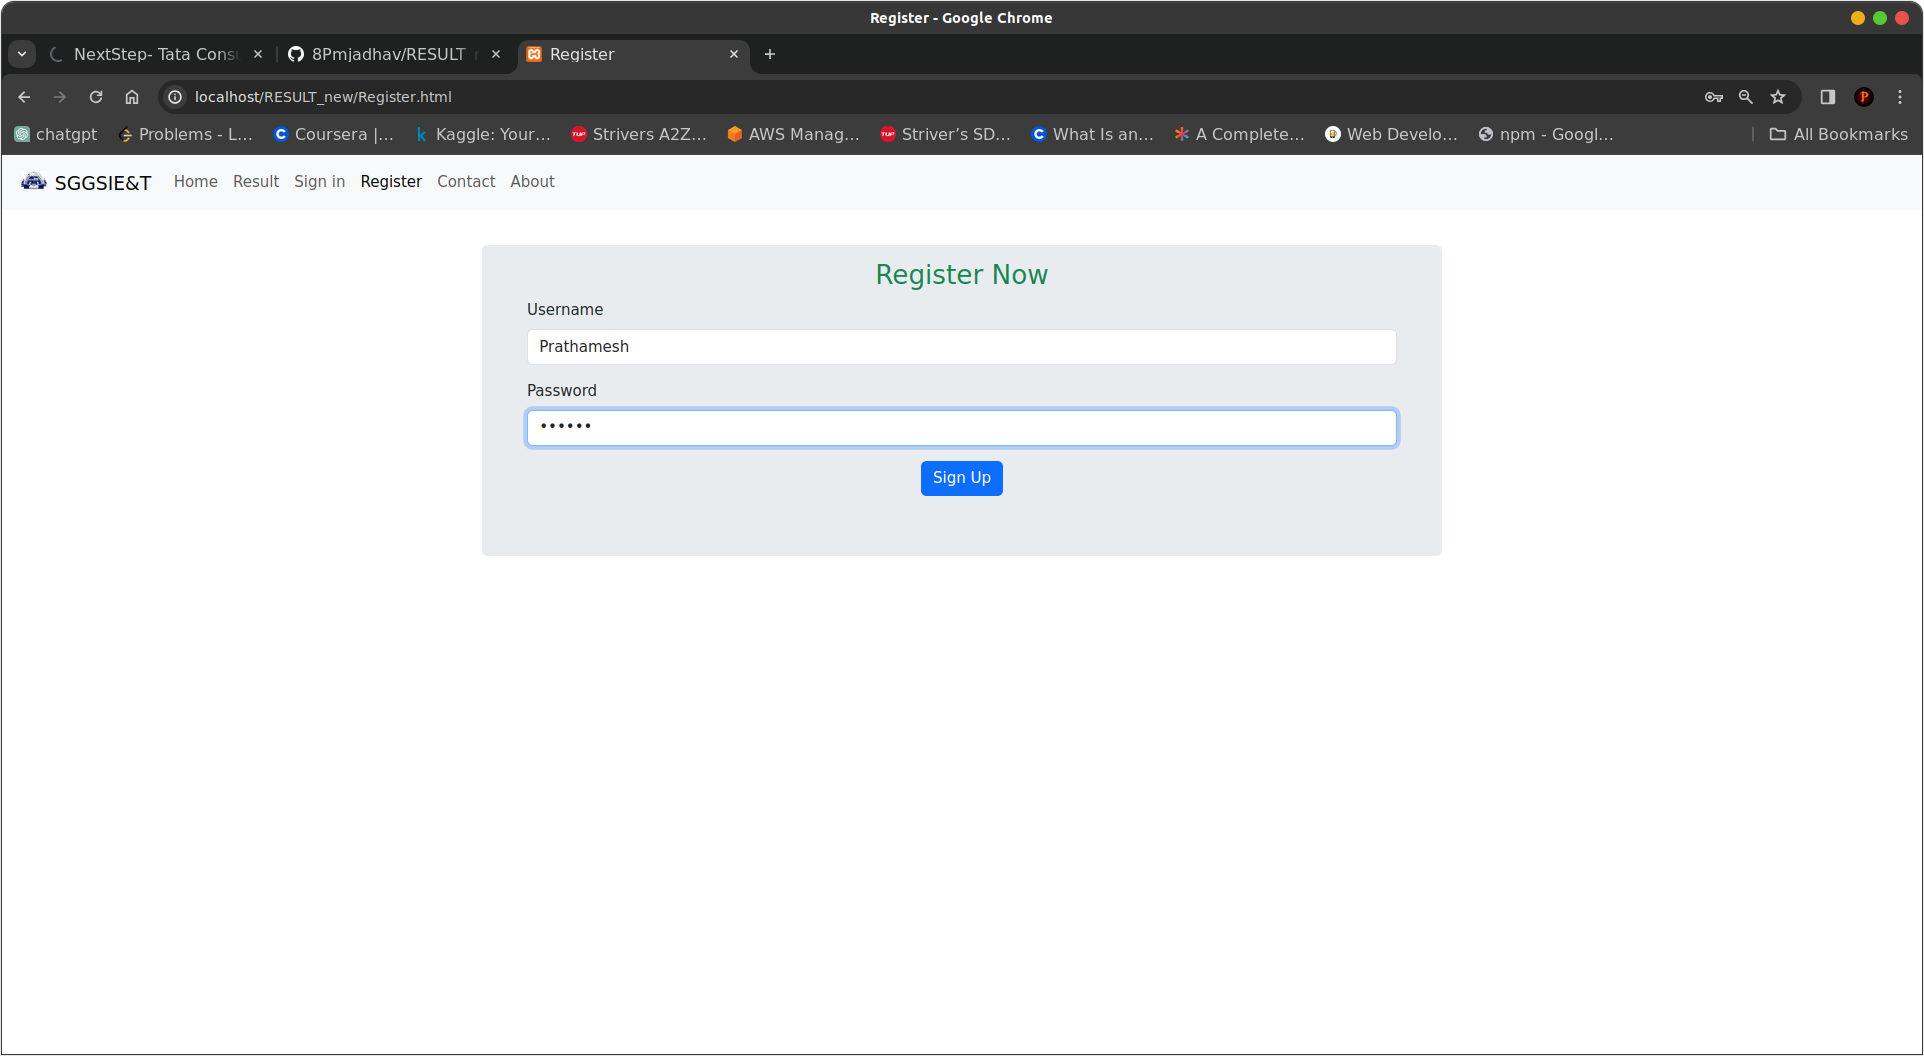 Register - Google Chrome
NextStep- Tata Cons
8Pmjadhav/RESULT
Register
localhost/RESULT_new/Register.html
chatgpt
Problems - L...
Coursera |...
Kaggle: Your...
Strivers A2Z...
AWS Manag...
Striver's SD...
What Is an...
A Complete...
Web Develo...
npm - Googl...
All Bookmarks
SGGSIE&T Home Result Sign in Register Contact About
Register Now
Username
Prathamesh
Password
••••••
Sign Up